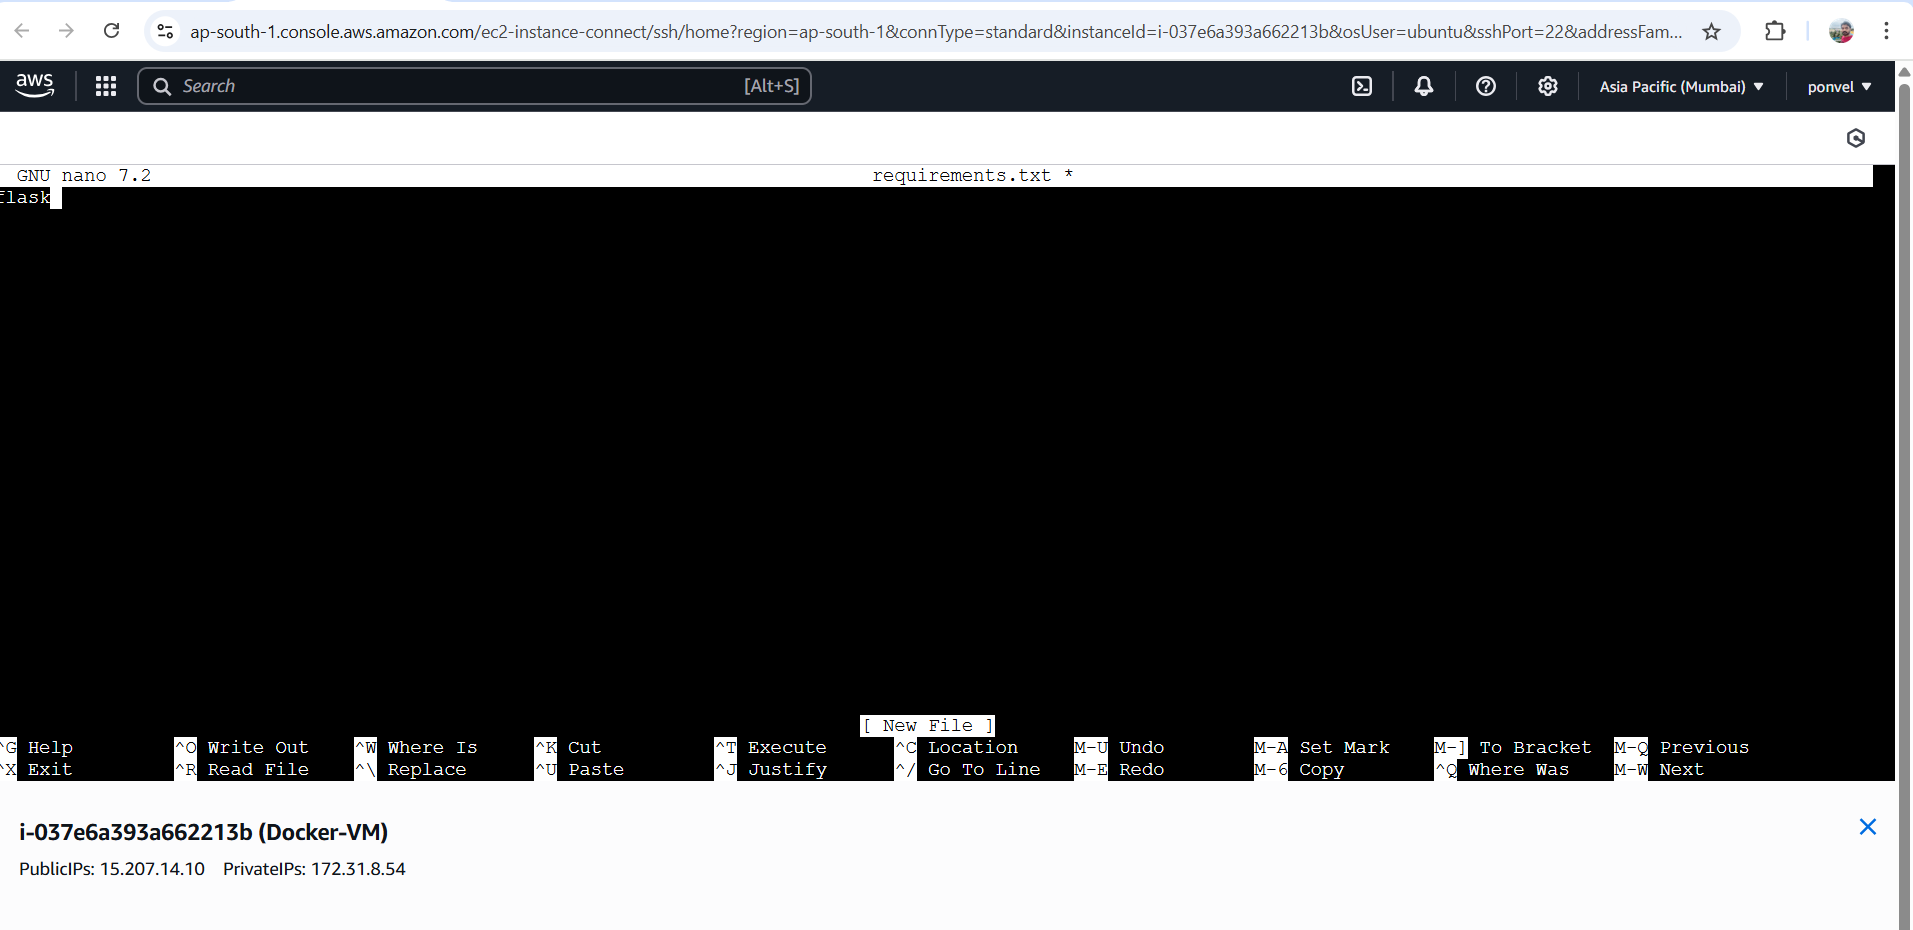 ap-south-1.console.aws.amazon.com/ec2-instance-connect/ssh/home?region=ap-south-1&connType=standard&instanceId=i-037e6a393a662213b&osUser=ubuntu&sshPort=22&addressFam...
aws Search [Alt+S] Asia Pacific (Mumbai) ponvel
GNU nano 7.2 requirements.txt *
flask
[ New File ]
^G Help ^O Write Out ^W Where Is ^K Cut ^T Execute ^C Location M-U Undo M-A Set Mark M-] To Bracket M-Q Previous
^X Exit ^R Read File ^\ Replace ^U Paste ^J Justify ^/ Go To Line M-E Redo M-6 Copy ^Q Where Was M-W Next
i-037e6a393a662213b (Docker-VM)
PublicIPs: 15.207.14.10 PrivateIPs: 172.31.8.54